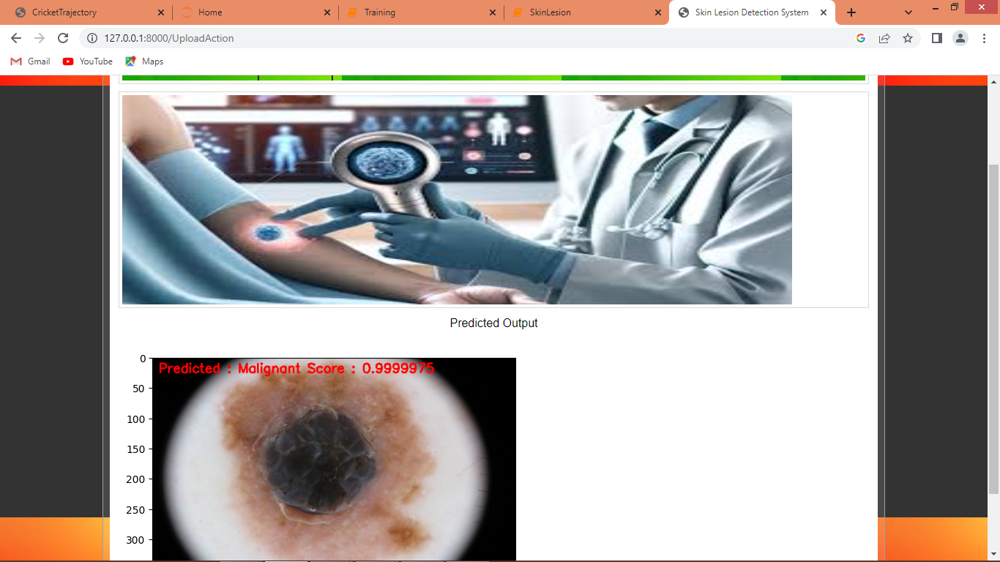 CricketTrajectory
Home
Training
SkinLesion
Skin Lesion Detection System
127.0.0.1:8000/UploadAction
Gmail
YouTube
Maps
Predicted Output
Predicted : Malignant Score : 0.9999975
0
50
100
150
200
250
300